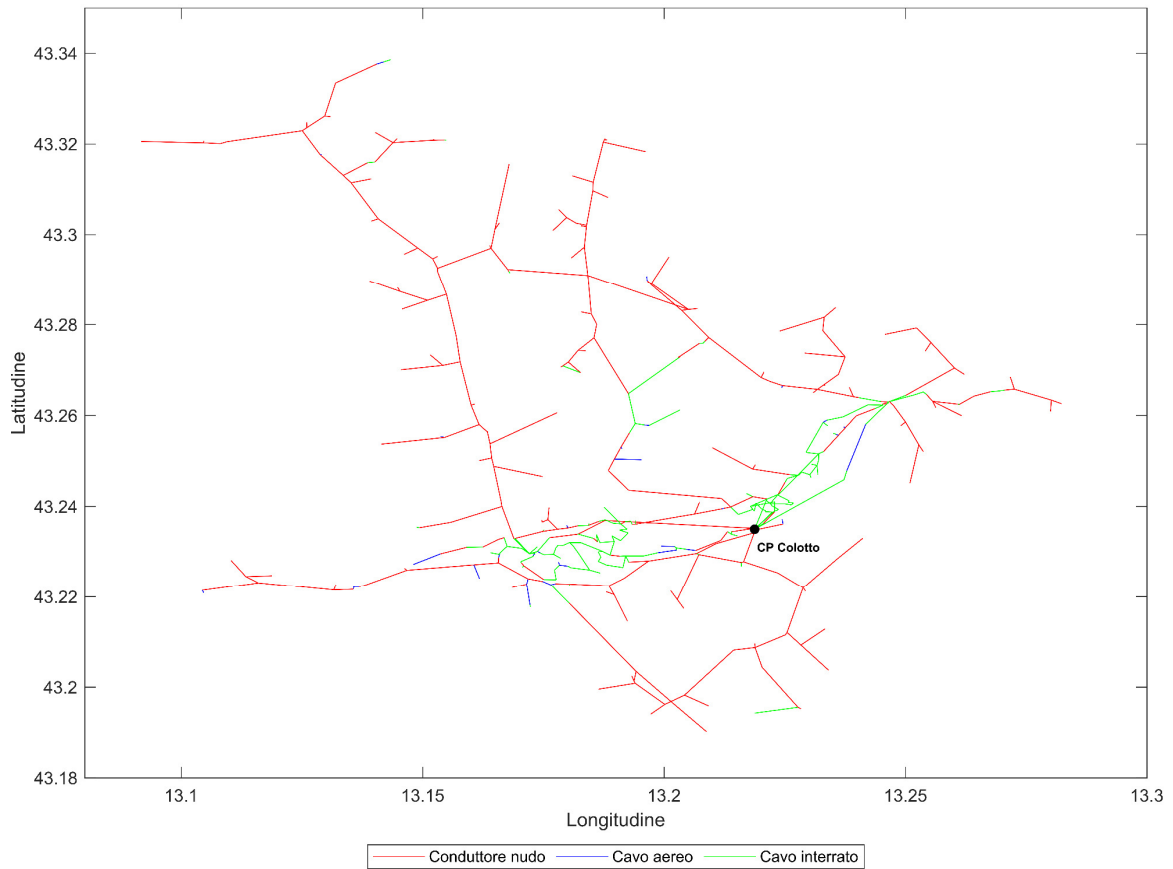 43.34
43.32
43.3
43.28
43.26
43.24
43.22
43.2
43.18
Latitudine
CP Colotto
13.1 13.15 13.2 13.25 13.3
Longitudine
Conduttore nudo Cavo aereo Cavo interrato